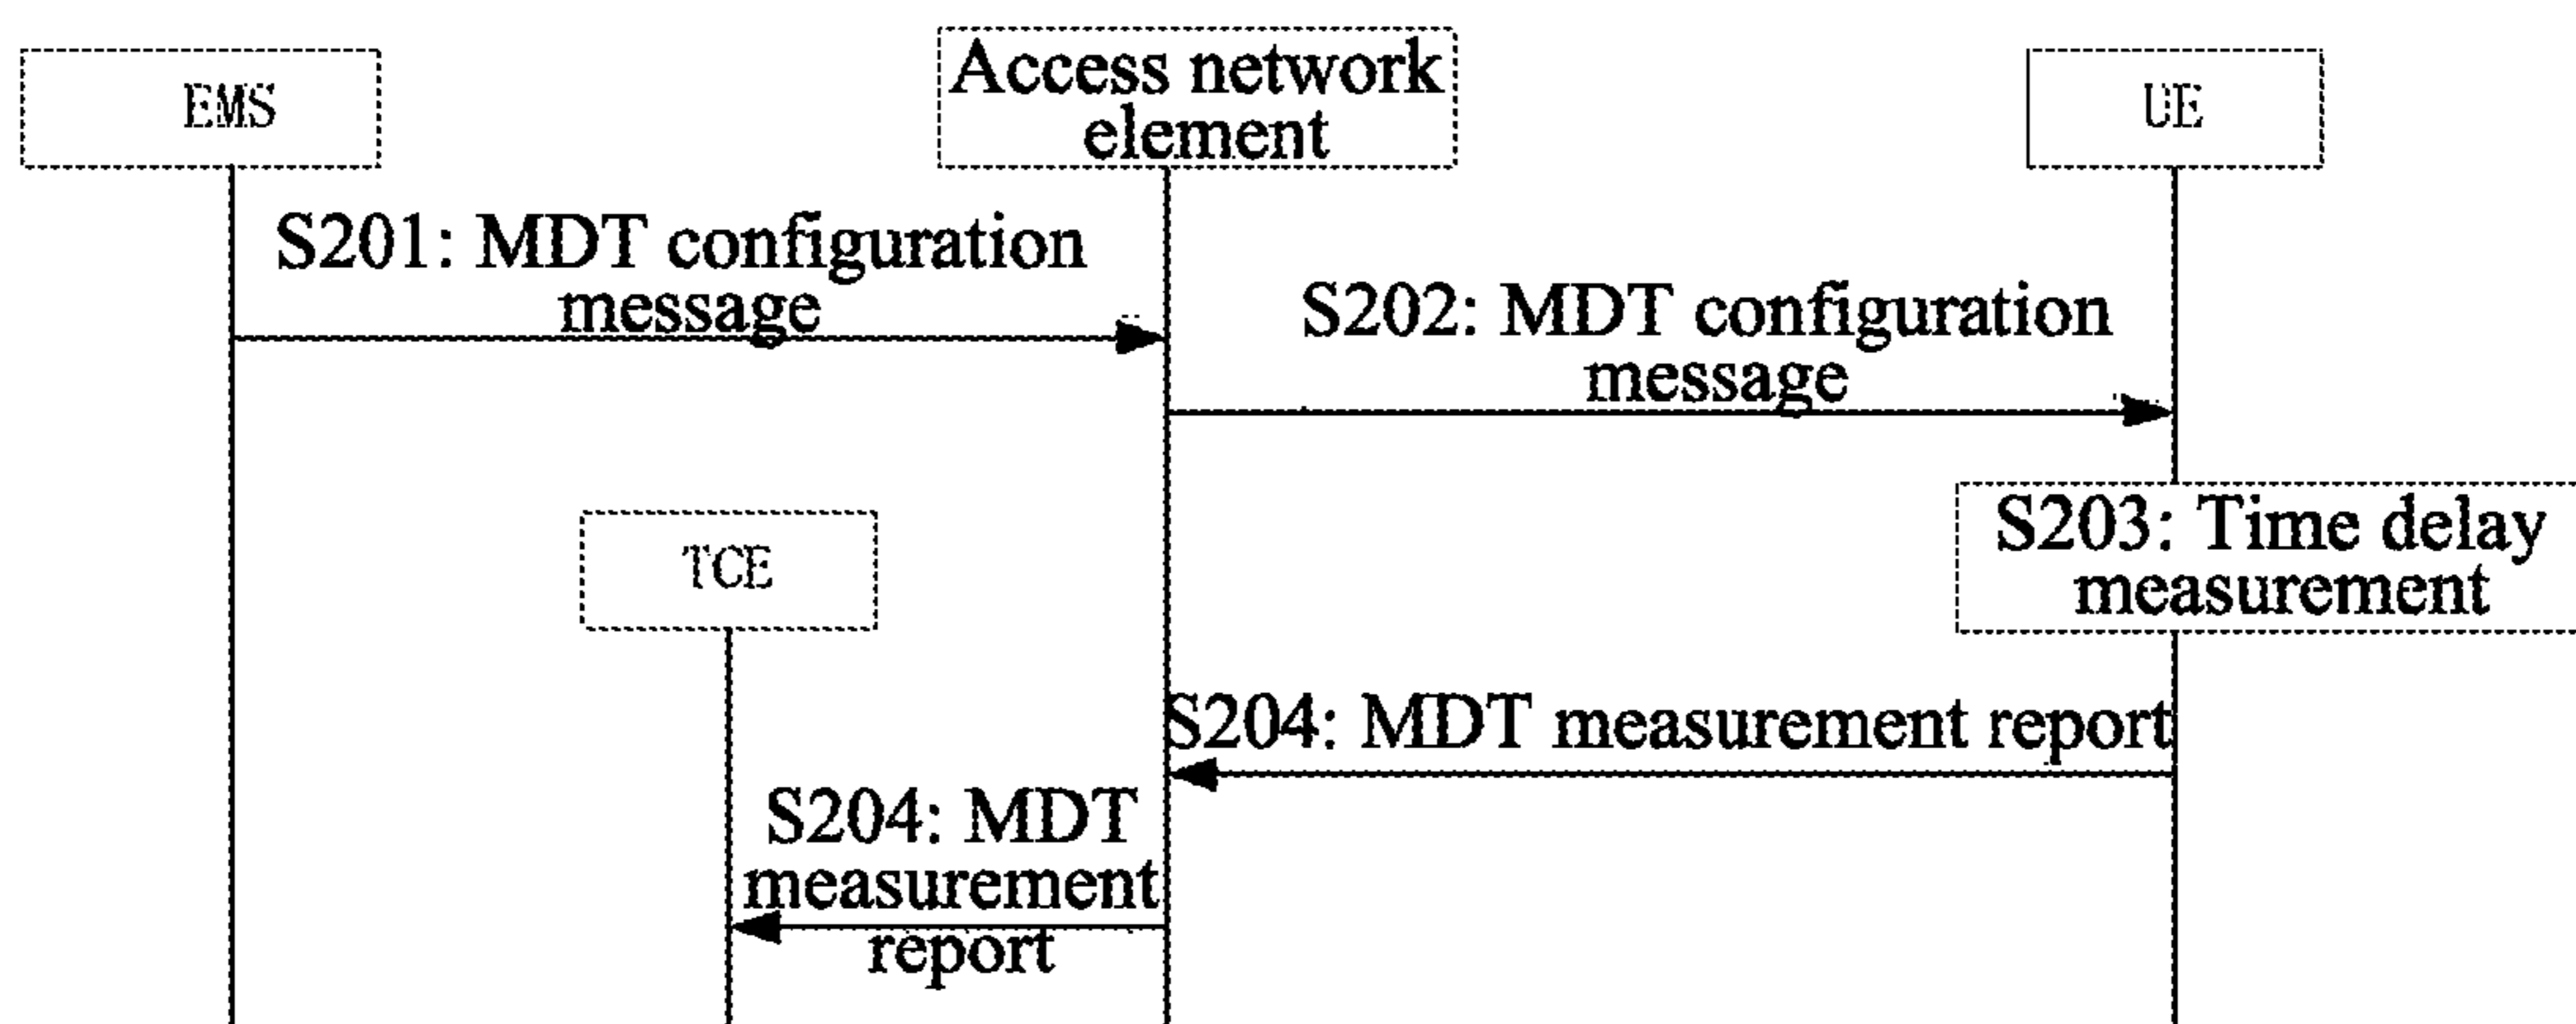 EMS
Access network
element
UE
S201: MDT configuration
message
S202: MDT configuration
message
TCE
S203: Time delay
measurement
S204: MDT measurement report
S204: MDT
measurement
report